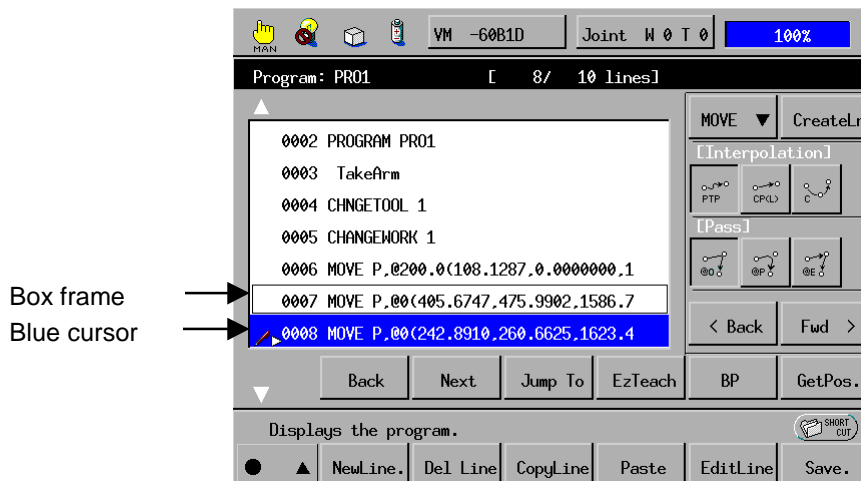 MAN
VM -60B1D
Joint W 0 T 0
100%
Program: PRO1 [ 8/ 10 lines]
0002 PROGRAM PRO1
0003 TakeArm
0004 CHNGETOOL 1
0005 CHANGEWORK 1
0006 MOVE P,@200.0(108.1287,0.0000000,1
0007 MOVE P,@0(405.6747,475.9902,1586.7
0008 MOVE P,@0(242.8910,260.6625,1623.4
Box frame
Blue cursor
MOVE ▼
CreateLn
[Interpolation]
PTP
CP(L)
C
[Pass]
@0
@P
@E
< Back
Fwd >
Back
Next
Jump To
EzTeach
BP
GetPos.
Displays the program.
SHORT
CUT
NewLine.
Del Line
CopyLine
Paste
EditLine
Save.